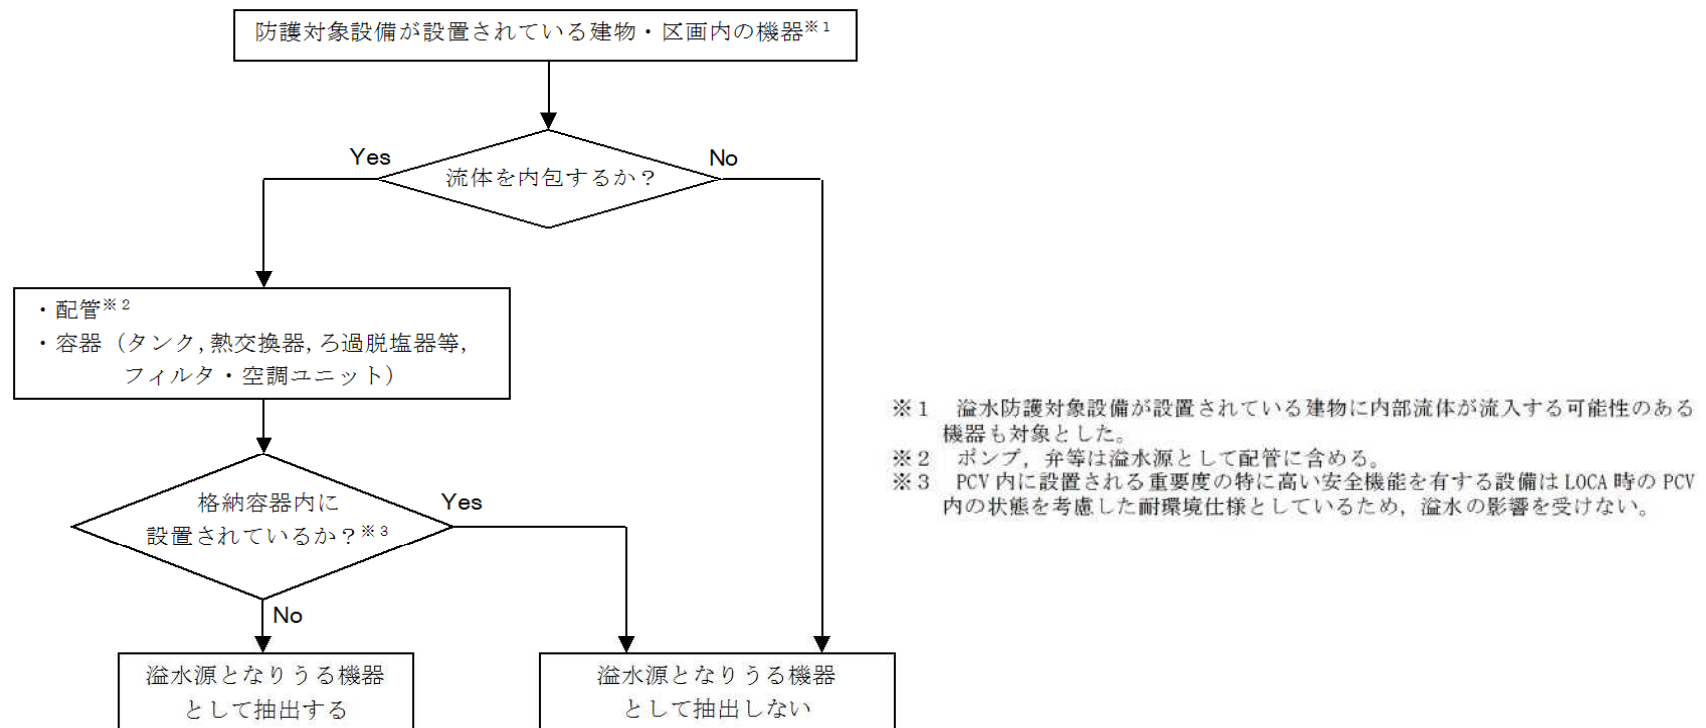 防護対象設備が設置されている建物・区画内の機器※1
Yes
No
流体を内包するか？
・配管※2
・容器（タンク,熱交換器,ろ過脱塩器等,
フィルタ・空調ユニット）
格納容器内に
設置されているか？※3
Yes
No
溢水源となりうる機器
として抽出する
溢水源となりうる機器
として抽出しない
※1　溢水防護対象設備が設置されている建物に内部流体が流入する可能性のある
機器も対象とした。
※2　ポンプ，弁等は溢水源として配管に含める。
※3　PCV内に設置される重要度の特に高い安全機能を有する設備はLOCA時のPCV
内の状態を考慮した耐環境仕様としているため，溢水の影響を受けない。